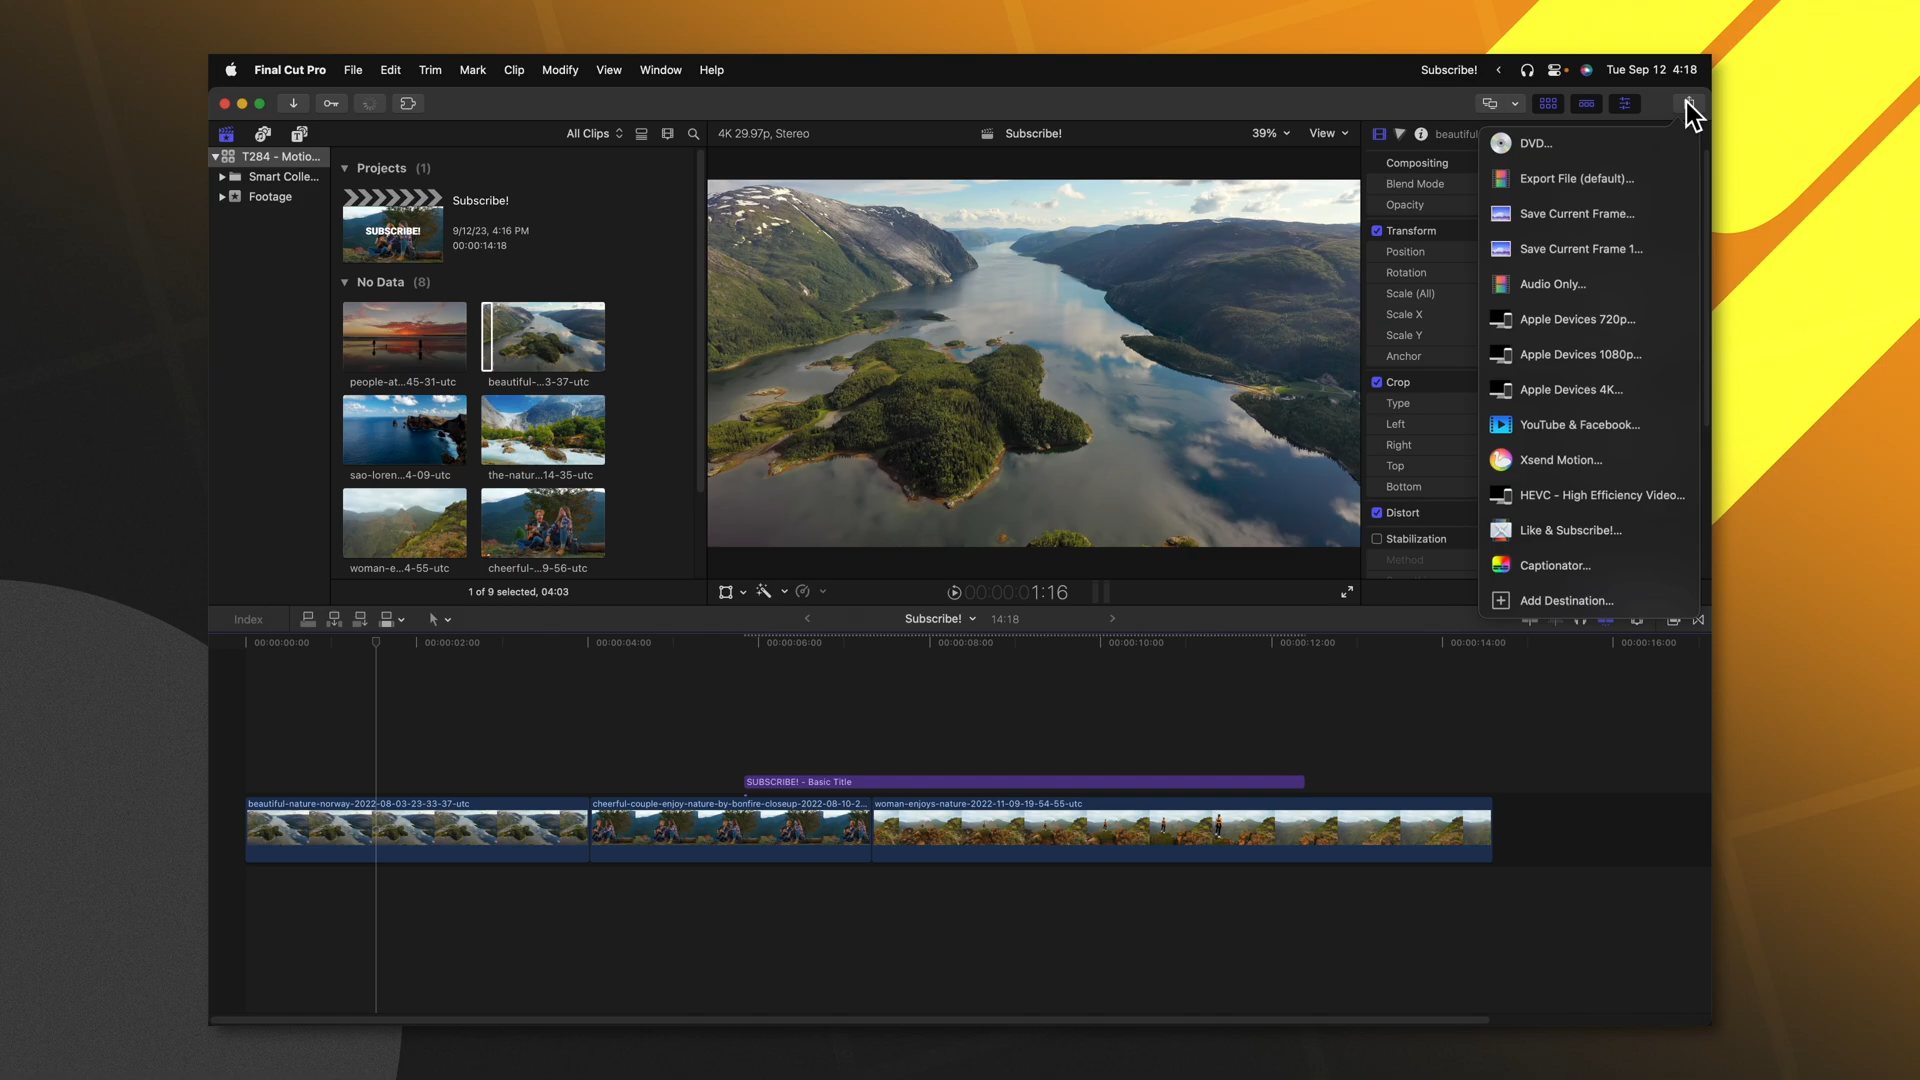 Final Cut Pro File Edit Trim Mark Clip Modify View Window Help Subscribe! Tue Sep 12 4:18
All Clips 4K 29.97p, Stereo Subscribe! 39% View beautiful
T284 - Motio...
Smart Colle...
Footage
Projects (1)
Subscribe!
9/12/23, 4:16 PM
00:00:14:18
SUBSCRIBE!
No Data (8)
people-at...45-31-utc beautiful-...3-37-utc
sao-loren...4-09-utc the-natur...14-35-utc
woman-e...4-55-utc cheerful-...9-56-utc
1 of 9 selected, 04:03
00:00:01:16
Compositing
Blend Mode
Opacity
Transform
Position
Rotation
Scale (All)
Scale X
Scale Y
Anchor
Crop
Type
Left
Right
Top
Bottom
Distort
Stabilization
Method
DVD...
Export File (default)...
Save Current Frame...
Save Current Frame 1...
Audio Only...
Apple Devices 720p...
Apple Devices 1080p...
Apple Devices 4K...
YouTube & Facebook...
Xsend Motion...
HEVC - High Efficiency Video...
Like & Subscribe!...
Captionator...
Add Destination...
Index Subscribe! 14:18
00:00:00:00 00:00:02:00 00:00:04:00 00:00:06:00 00:00:08:00 00:00:10:00 00:00:12:00 00:00:14:00 00:00:16:00
SUBSCRIBE! - Basic Title
beautiful-nature-norway-2022-08-03-23-33-37-utc cheerful-couple-enjoy-nature-by-bonfire-closeup-2022-08-10-2... woman-enjoys-nature-2022-11-09-19-54-55-utc